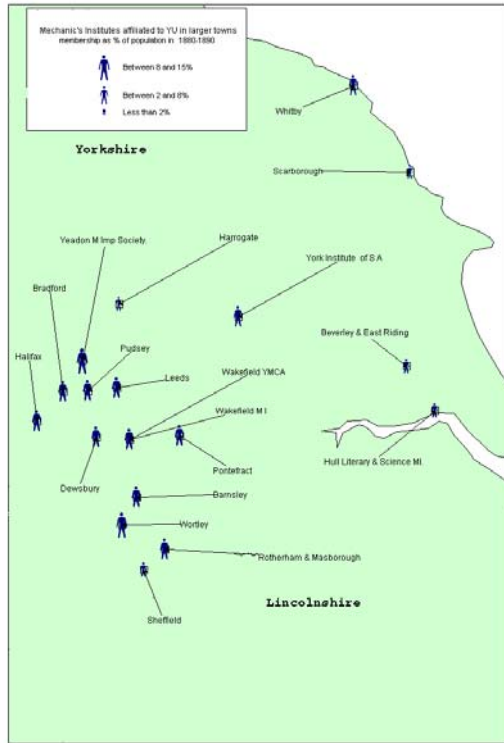 Mechanic's Institutes affiliated to YU in larger towns
membership as % of population in 1880-1890
Between 8 and 15%
Between 2 and 8%
Less than 2%
Whitby
Yorkshire
Scarborough
Yeadon M Imp Society.
Harrogate
York Institute of S.A
Bradford
Beverley & East Riding
Halifax
Pudsey
Leeds
Wakefield YMCA
Wakefield M I
Dewsbury
Pontefract
Hull Literary & Science MI.
Barnsley
Wortley
Rotherham & Masborough
Lincolnshire
Sheffield